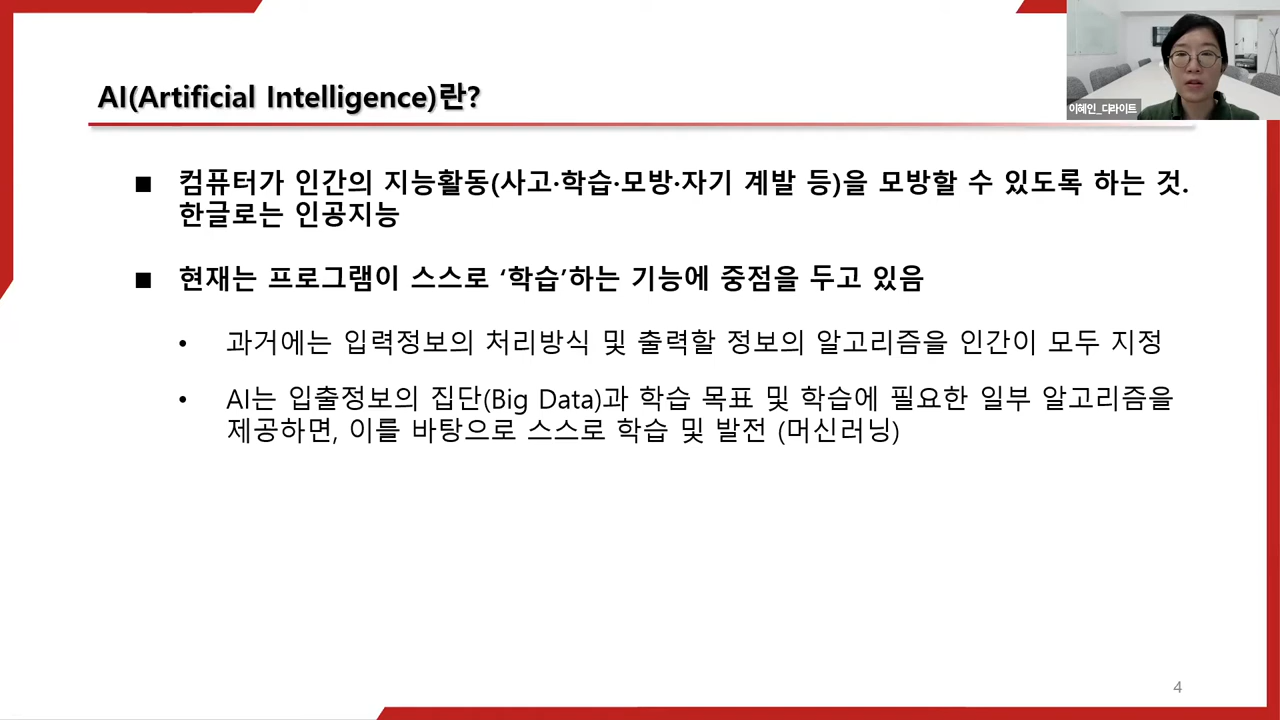 AI(Artificial Intelligence)란?
이혜인_디라이트
■ 컴퓨터가 인간의 지능활동(사고·학습·모방·자기 계발 등)을 모방할 수 있도록 하는 것.
한글로는 인공지능
■ 현재는 프로그램이 스스로 ‘학습’하는 기능에 중점을 두고 있음
• 과거에는 입력정보의 처리방식 및 출력할 정보의 알고리즘을 인간이 모두 지정
• AI는 입출정보의 집단(Big Data)과 학습 목표 및 학습에 필요한 일부 알고리즘을
제공하면, 이를 바탕으로 스스로 학습 및 발전 (머신러닝)
4